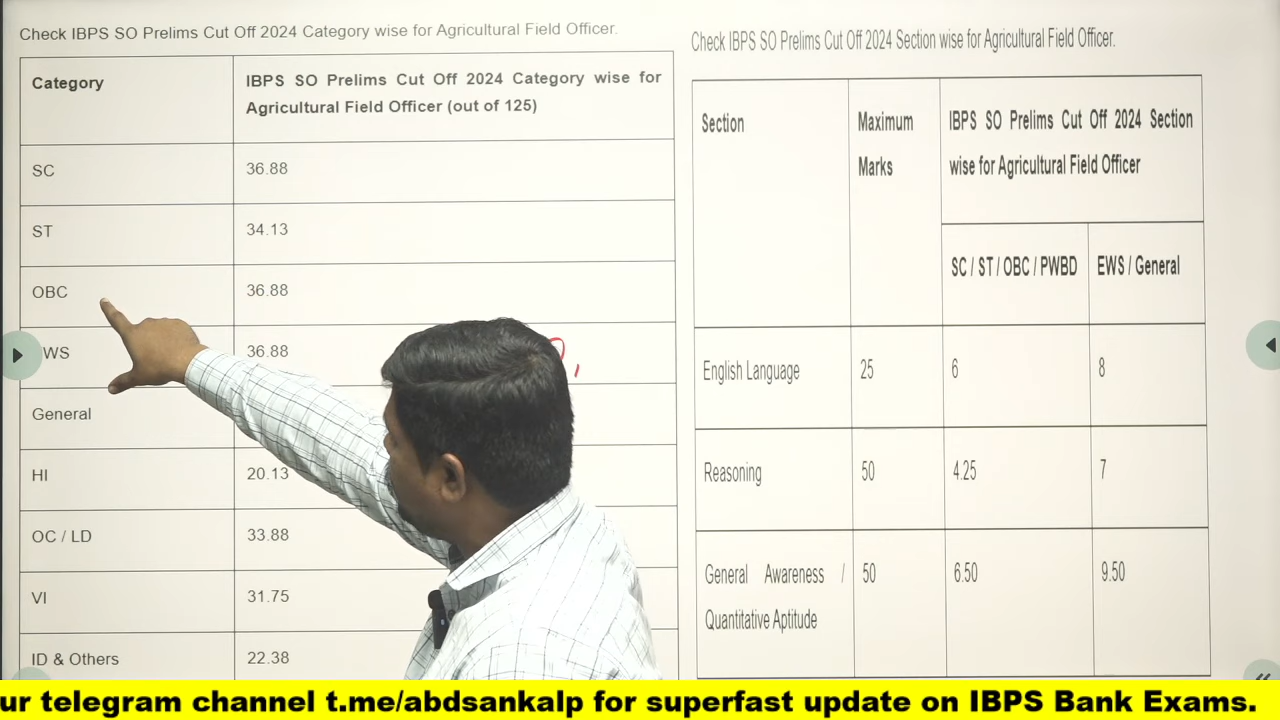 Check IBPS SO Prelims Cut Off 2024 Category wise for Agricultural Field Officer.
Category
IBPS SO Prelims Cut Off 2024 Category wise for
Agricultural Field Officer (out of 125)
SC 36.88
ST 34.13
OBC 36.88
WS 36.88
General
HI 20.13
OC / LD 33.88
VI 31.75
ID & Others 22.38
Check IBPS SO Prelims Cut Off 2024 Section wise for Agricultural Field Officer.
Section
Maximum
Marks
IBPS SO Prelims Cut Off 2024 Section
wise for Agricultural Field Officer
SC / ST / OBC / PWBD EWS / General
English Language 25 6 8
Reasoning 50 4.25 7
General Awareness / 50 6.50 9.50
Quantitative Aptitude
ur telegram channel t.me/abdsankalp for superfast update on IBPS Bank Exams.